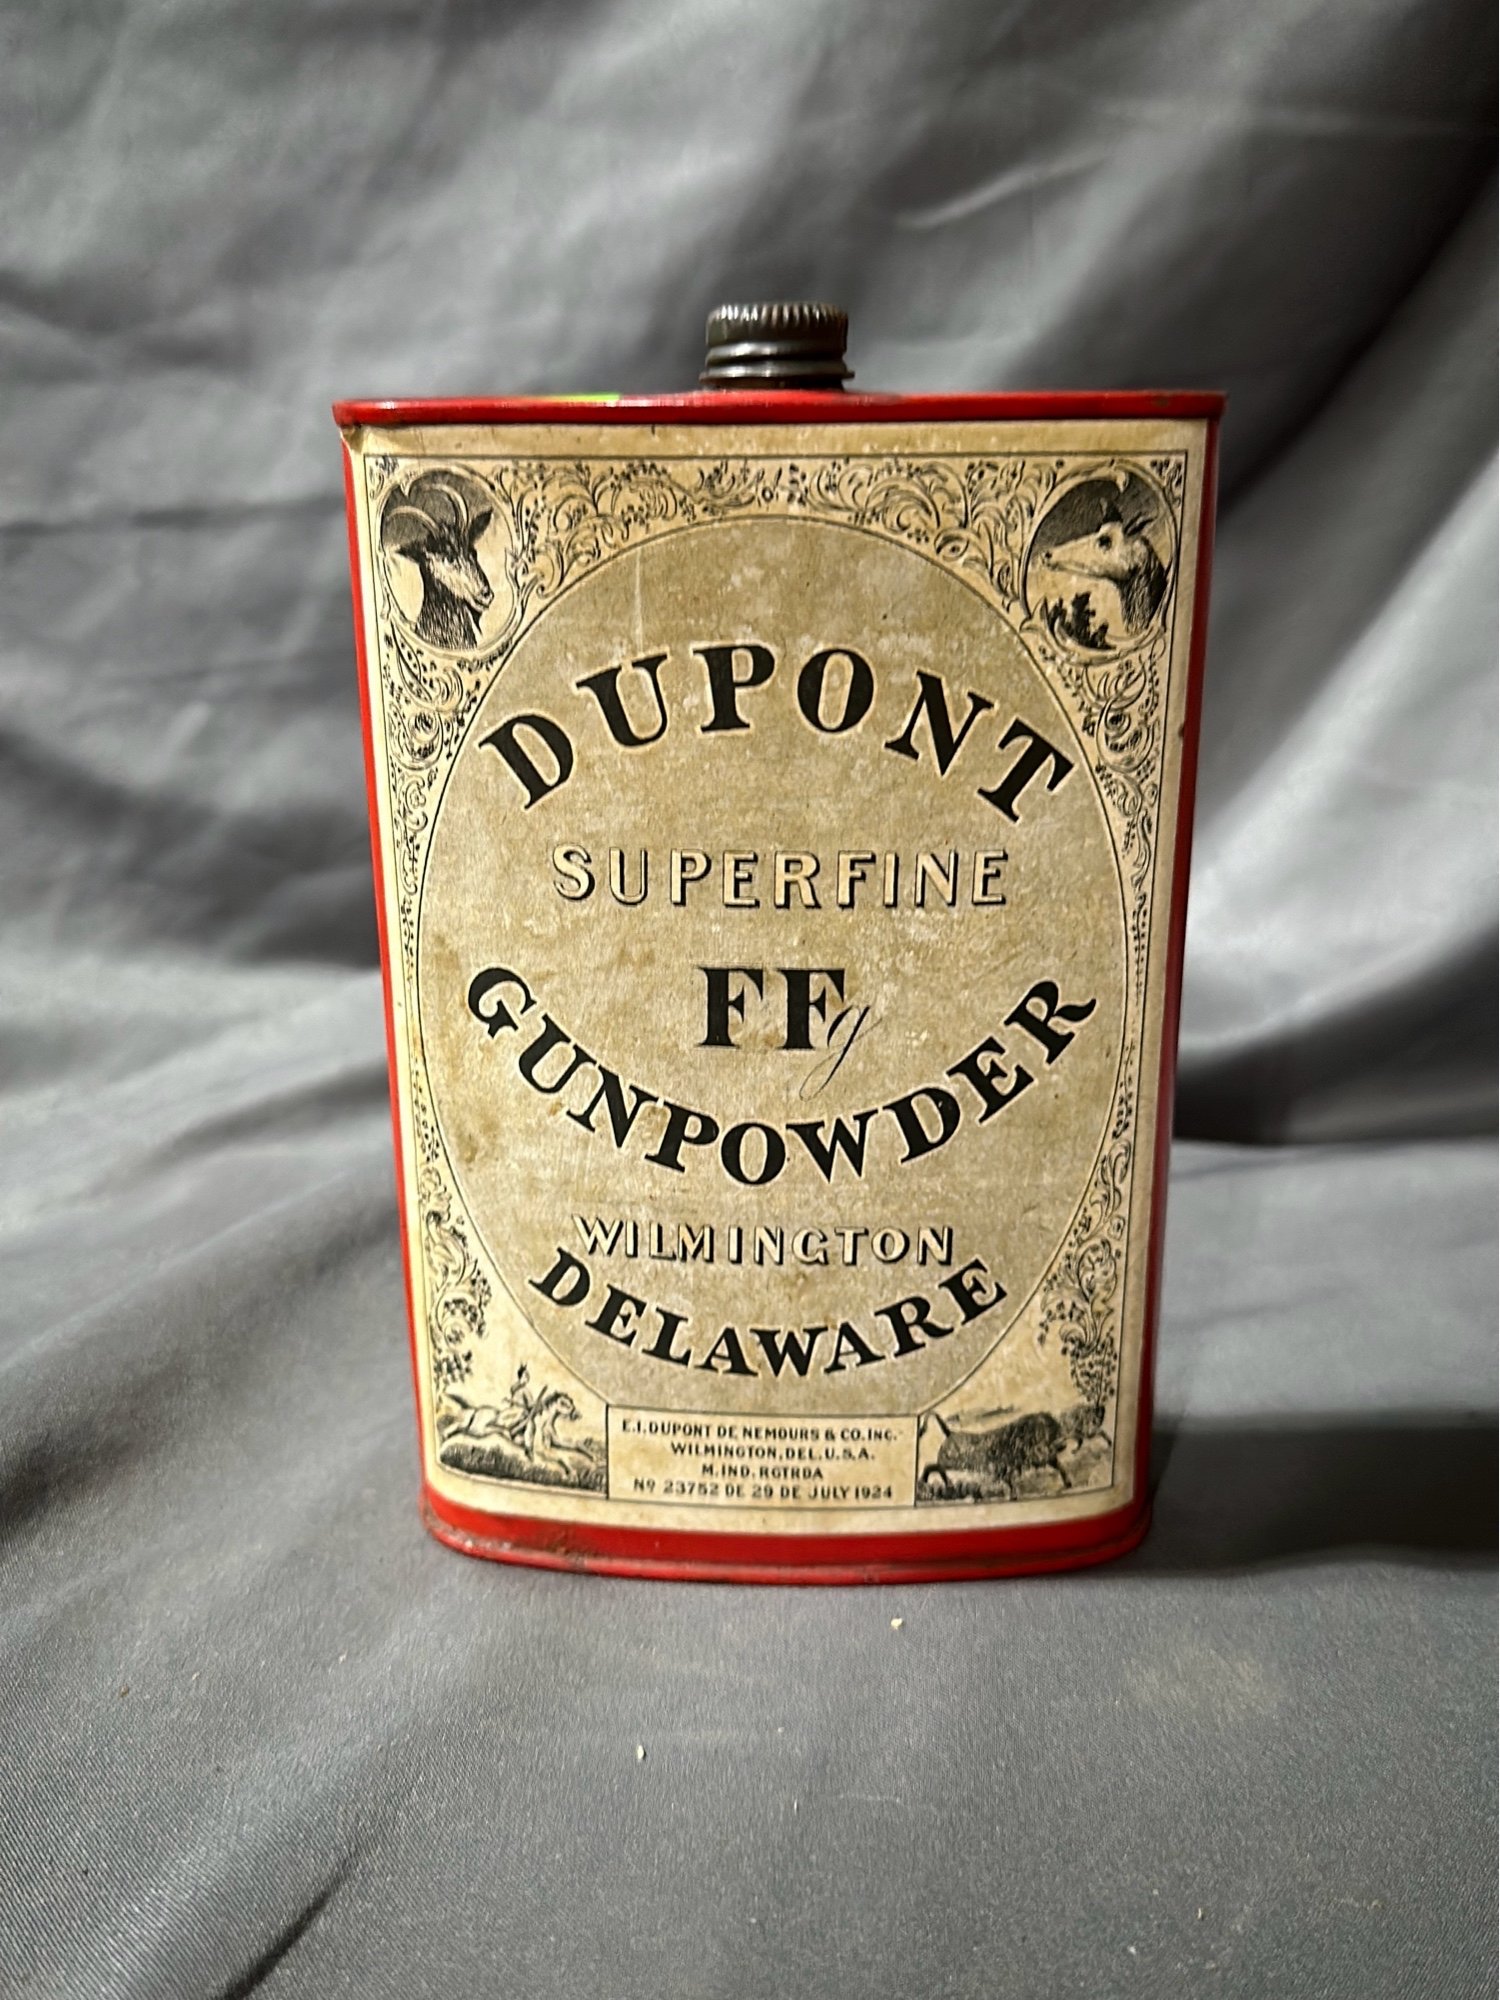 DUPONT
SUPERFINE
FFg
GUNPOWDER
WILMINGTON
DELAWARE
E.I. DUPONT DE NEMOURS & CO. INC.
WILMINGTON, DEL. U.S.A.
M. IND. RGTRDA
Nº 23752 DE 29 DE JULY 1924